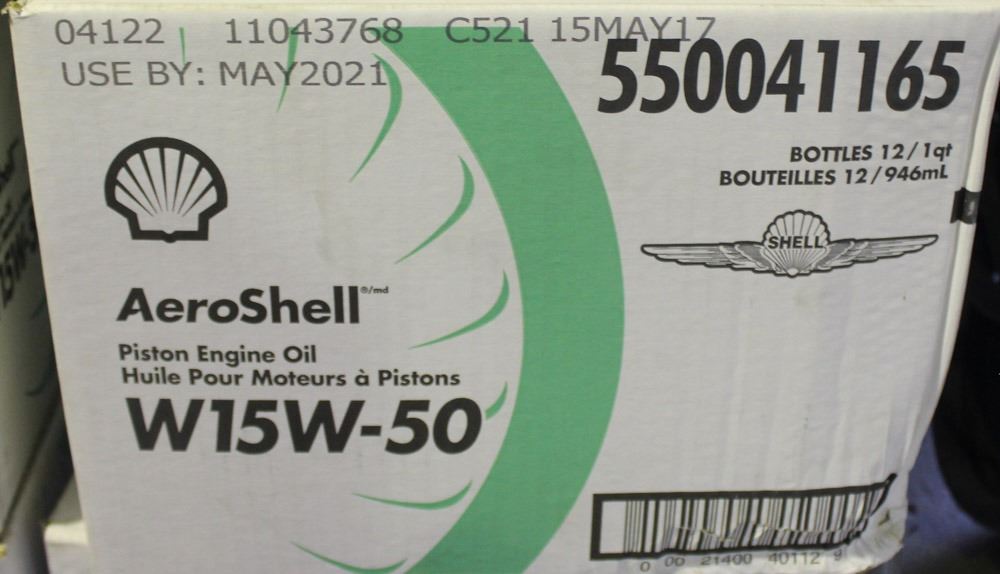 04122 11043768 C521 15MAY17
USE BY: MAY2021
550041165
BOTTLES 12/1qt
BOUTEILLES 12/946mL
SHELL
AeroShell®/md
Piston Engine Oil
Huile Pour Moteurs à Pistons
W15W-50
0 00 21400 40112 9